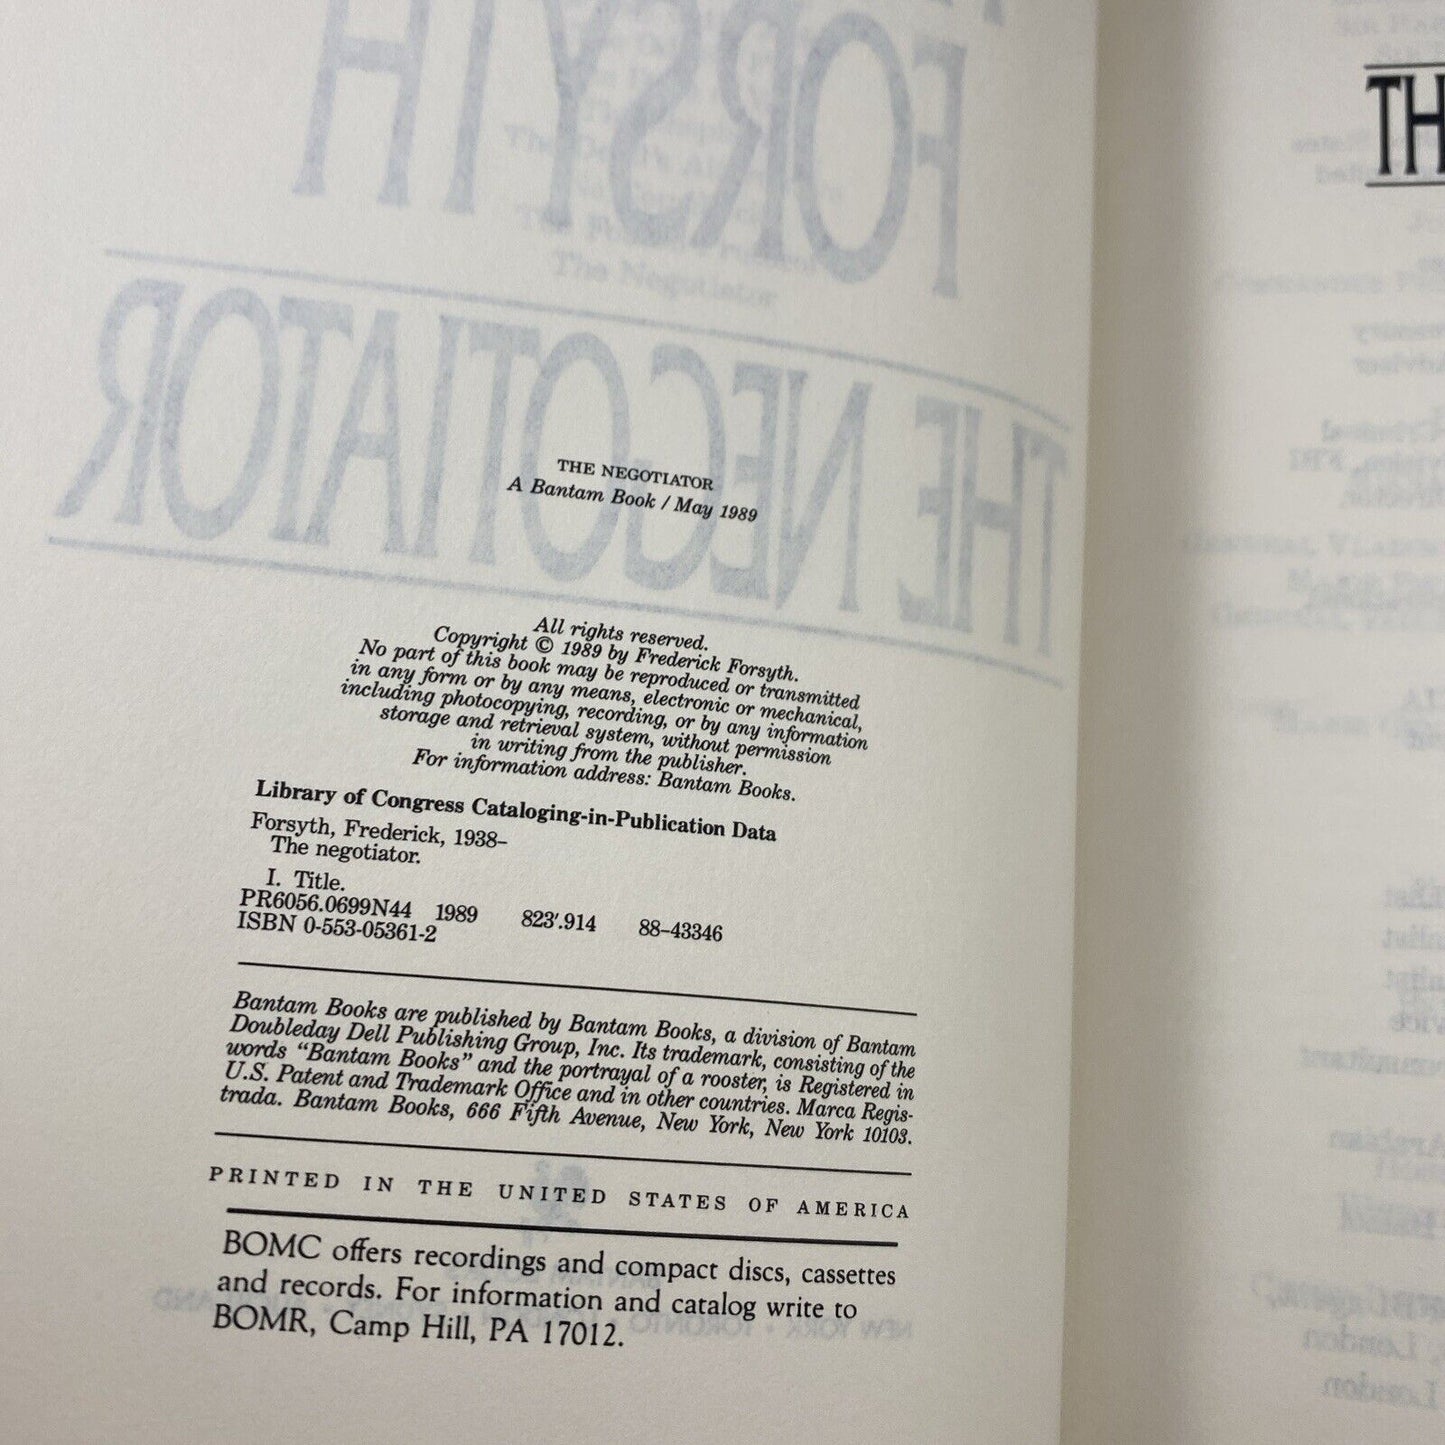 THE NEGOTIATOR
A Bantam Book / May 1989
All rights reserved.
Copyright © 1989 by Frederick Forsyth.
No part of this book may be reproduced or transmitted
in any form or by any means, electronic or mechanical,
including photocopying, recording, or by any information
storage and retrieval system, without permission
in writing from the publisher.
For information address: Bantam Books.
Library of Congress Cataloging-in-Publication Data
Forsyth, Frederick, 1938–
The negotiator.
I. Title.
PR6056.0699N44 1989 823'.914 88-43346
ISBN 0-553-05361-2
Bantam Books are published by Bantam Books, a division of Bantam
Doubleday Dell Publishing Group, Inc. Its trademark, consisting of the
words “Bantam Books” and the portrayal of a rooster, is Registered in
U.S. Patent and Trademark Office and in other countries. Marca Regis-
trada. Bantam Books, 666 Fifth Avenue, New York, New York 10103.
PRINTED IN THE UNITED STATES OF AMERICA
BOMC offers recordings and compact discs, cassettes
and records. For information and catalog write to
BOMR, Camp Hill, PA 17012.
FORSYTH
THE NEGOTIATOR
The Negotiator
TH